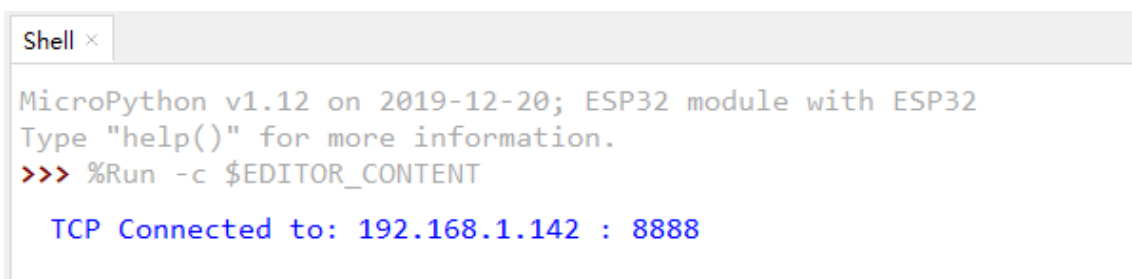 Shell ×
MicroPython v1.12 on 2019-12-20; ESP32 module with ESP32
Type "help()" for more information.
>>> %Run -c $EDITOR_CONTENT
TCP Connected to: 192.168.1.142 : 8888